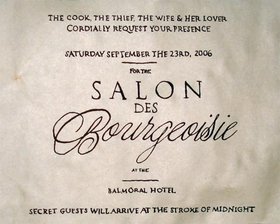 THE COOK, THE THIEF, THE WIFE & HER LOVER
CORDIALLY REQUEST YOUR PRESENCE
SATURDAY SEPTEMBER THE 23RD, 2006
FOR THE
SALON
DES
Bourgeoisie
AT THE
BALMORAL HOTEL
SECRET GUESTS WILL ARRIVE AT THE STROKE OF MIDNIGHT